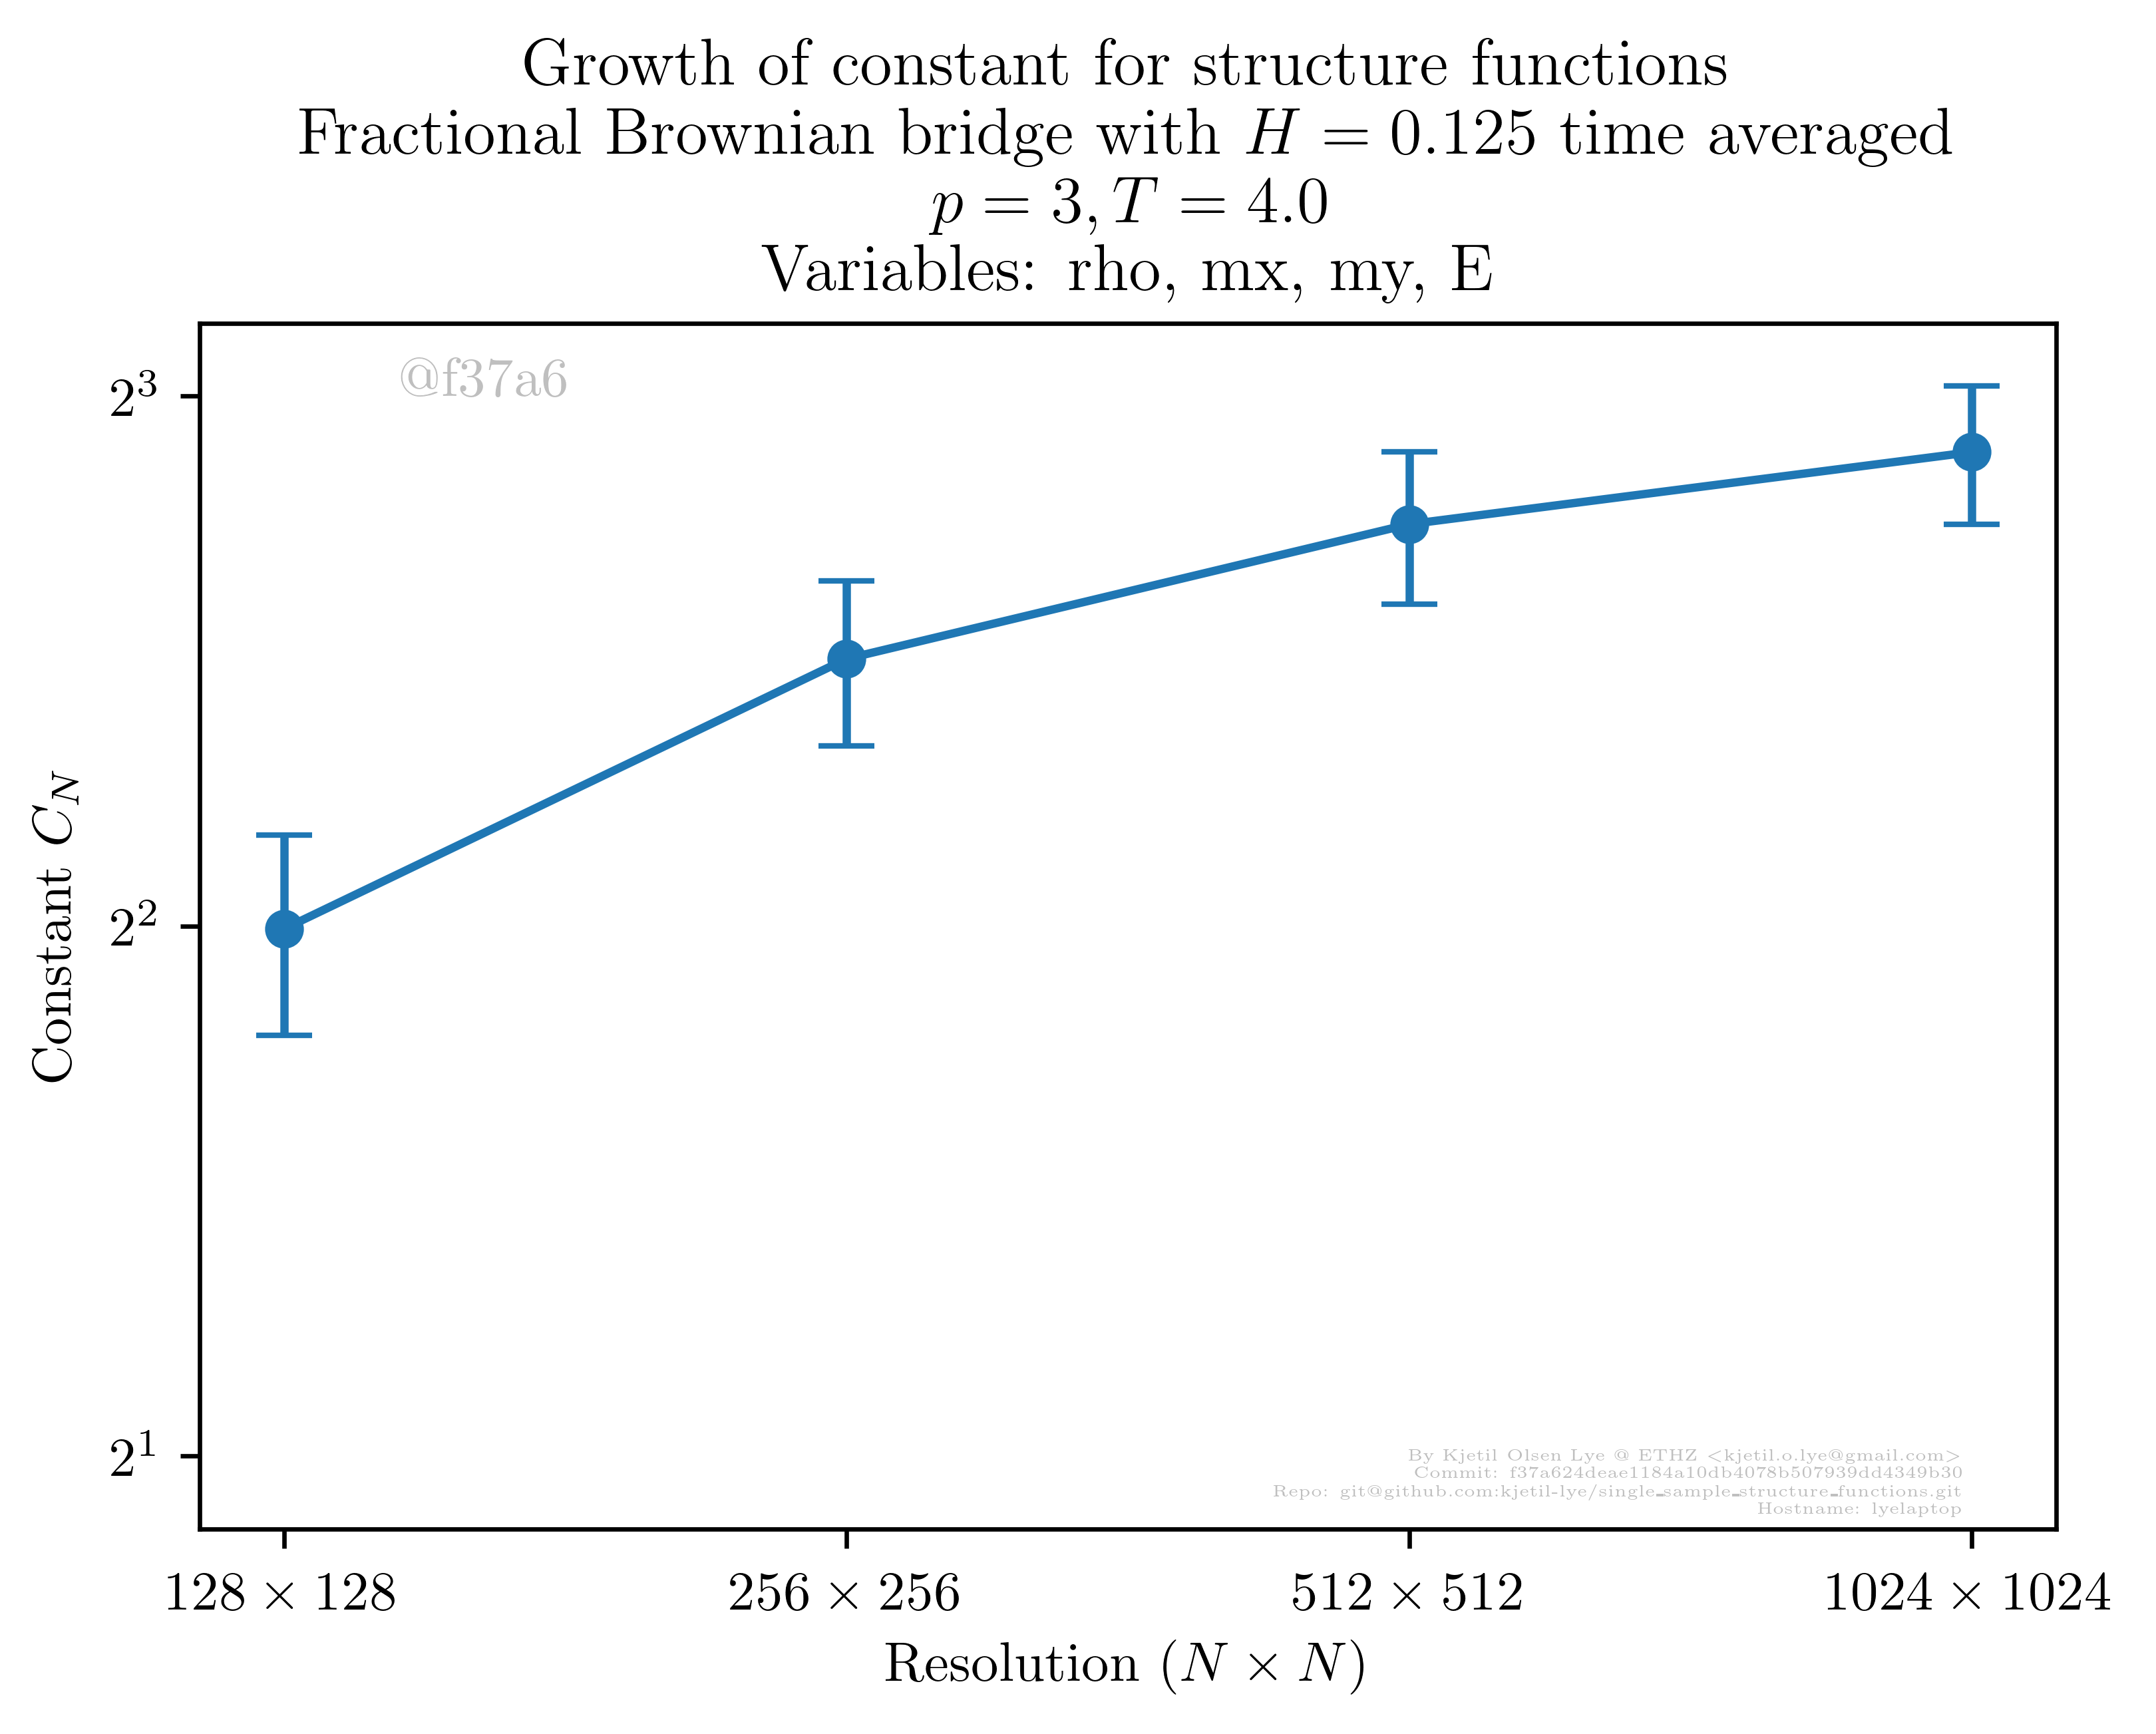 Growth of constant for structure functions
Fractional Brownian bridge with H = 0.125 time averaged
p = 3, T = 4.0
Variables: rho, mx, my, E
@f37a6
2³
2²
2¹
Constant C_N
By Kjetil Olsen Lye @ ETHZ <kjetil.o.lye@gmail.com>
Commit: f37a624deae1184a10db4078b507939dd4349b30
Repo: git@github.com:kjetil-lye/single_sample_structure_functions.git
Hostname: lyelaptop
128 × 128 256 × 256 512 × 512 1024 × 1024
Resolution (N × N)